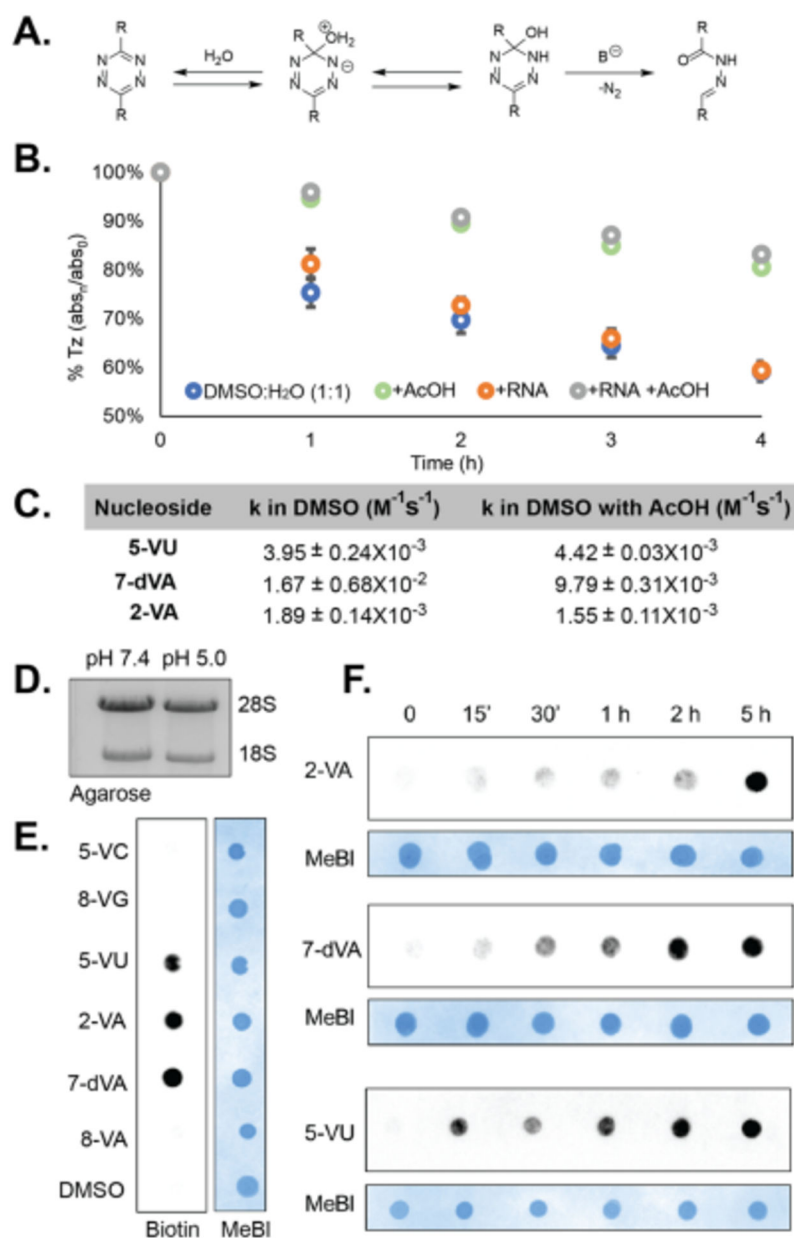 A.
R
N
N
N
N
R
H₂O
R
⊕
OH₂
N
N
N
N
⊖
R
R
OH
N
NH
N
N
R
B⊖
-N₂
R
O
NH
N
R
B.
100%
90%
80%
70%
60%
50%
% Tz (absₙ/abs₀)
DMSO:H₂O (1:1)
+AcOH
+RNA
+RNA +AcOH
0
1
2
3
4
Time (h)
C.
Nucleoside k in DMSO (M⁻¹s⁻¹) k in DMSO with AcOH (M⁻¹s⁻¹)
5-VU 3.95 ± 0.24X10⁻³ 4.42 ± 0.03X10⁻³
7-dVA 1.67 ± 0.68X10⁻² 9.79 ± 0.31X10⁻³
2-VA 1.89 ± 0.14X10⁻³ 1.55 ± 0.11X10⁻³
D.
pH 7.4 pH 5.0
28S
18S
Agarose
E.
5-VC
8-VG
5-VU
2-VA
7-dVA
8-VA
DMSO
Biotin
MeBI
F.
0 15' 30' 1 h 2 h 5 h
2-VA
MeBI
7-dVA
MeBI
5-VU
MeBI